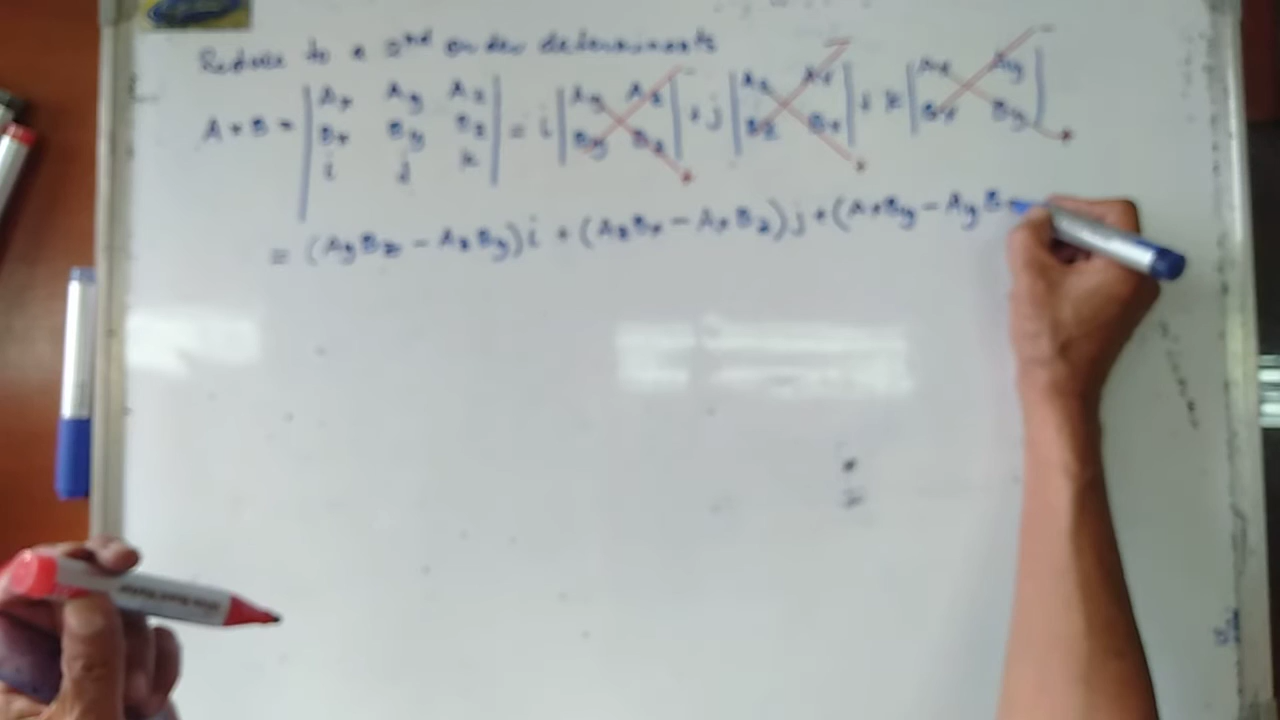 Reduce to a 2nd order determinants
A × B = | Ax Ay Az | = i | Ay Az | + j | Az Ax | + k | Ax Ay |
| Bx By Bz | | By Bz | | Bz Bx | | Bx By |
| i j k |
= (AyBz - AzBy)i + (AzBx - AxBz)j + (AxBy - AyB